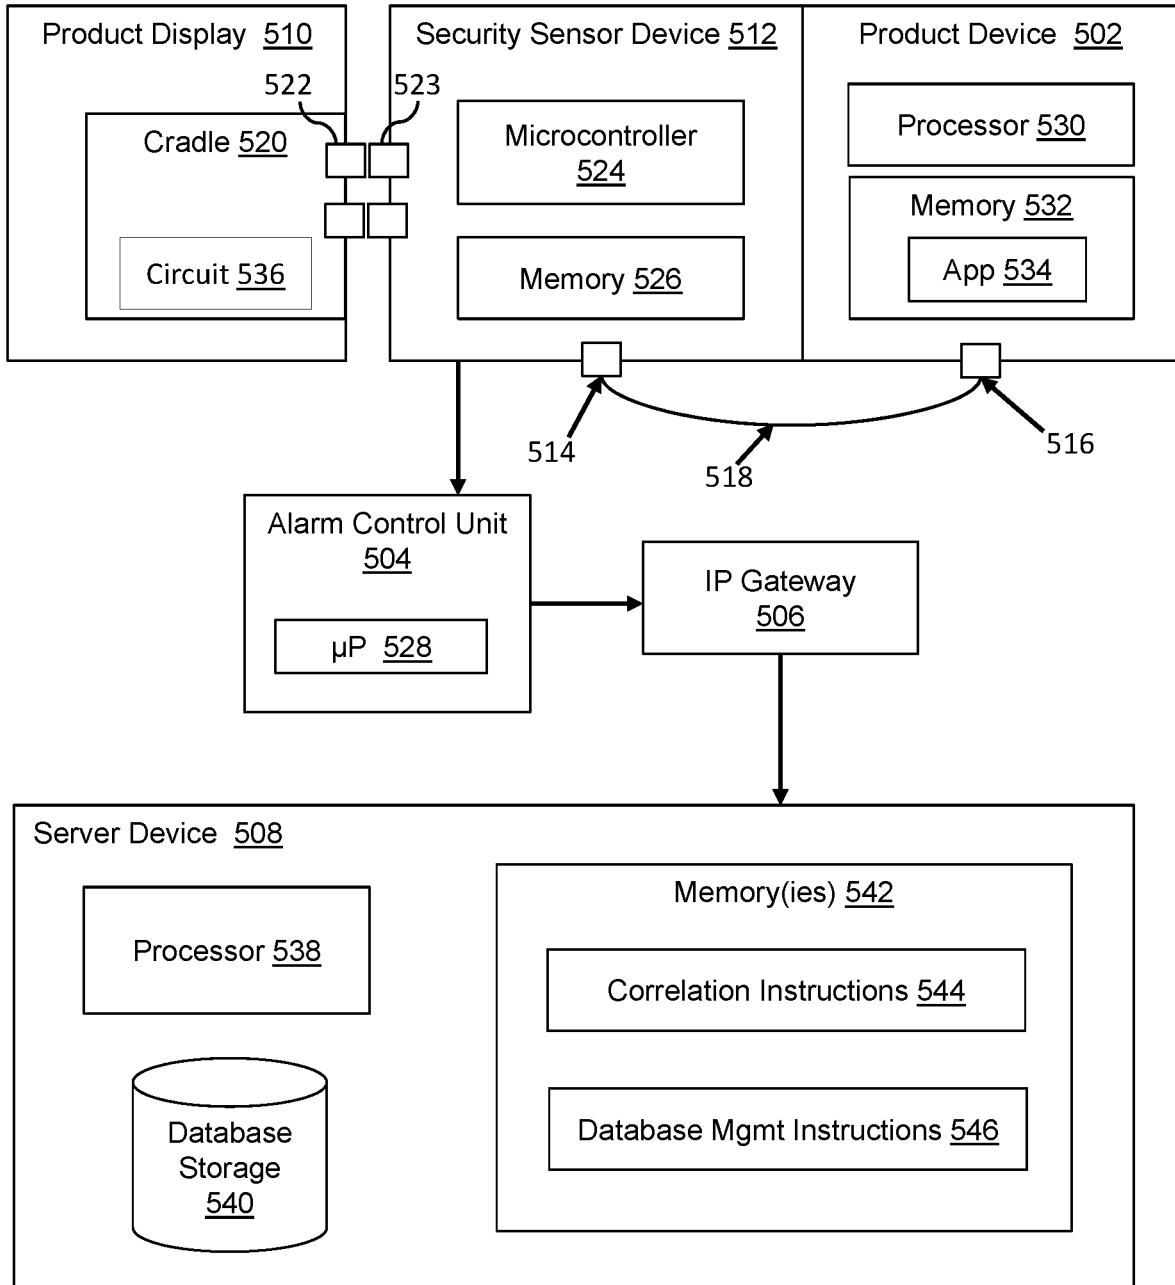 Product Display 510
Security Sensor Device 512
Product Device 502
522
523
Cradle 520
Microcontroller
524
Processor 530
Memory 532
Circuit 536
Memory 526
App 534
514
518
516
Alarm Control Unit
504
µP 528
IP Gateway
506
Server Device 508
Processor 538
Memory(ies) 542
Correlation Instructions 544
Database Mgmt Instructions 546
Database
Storage
540